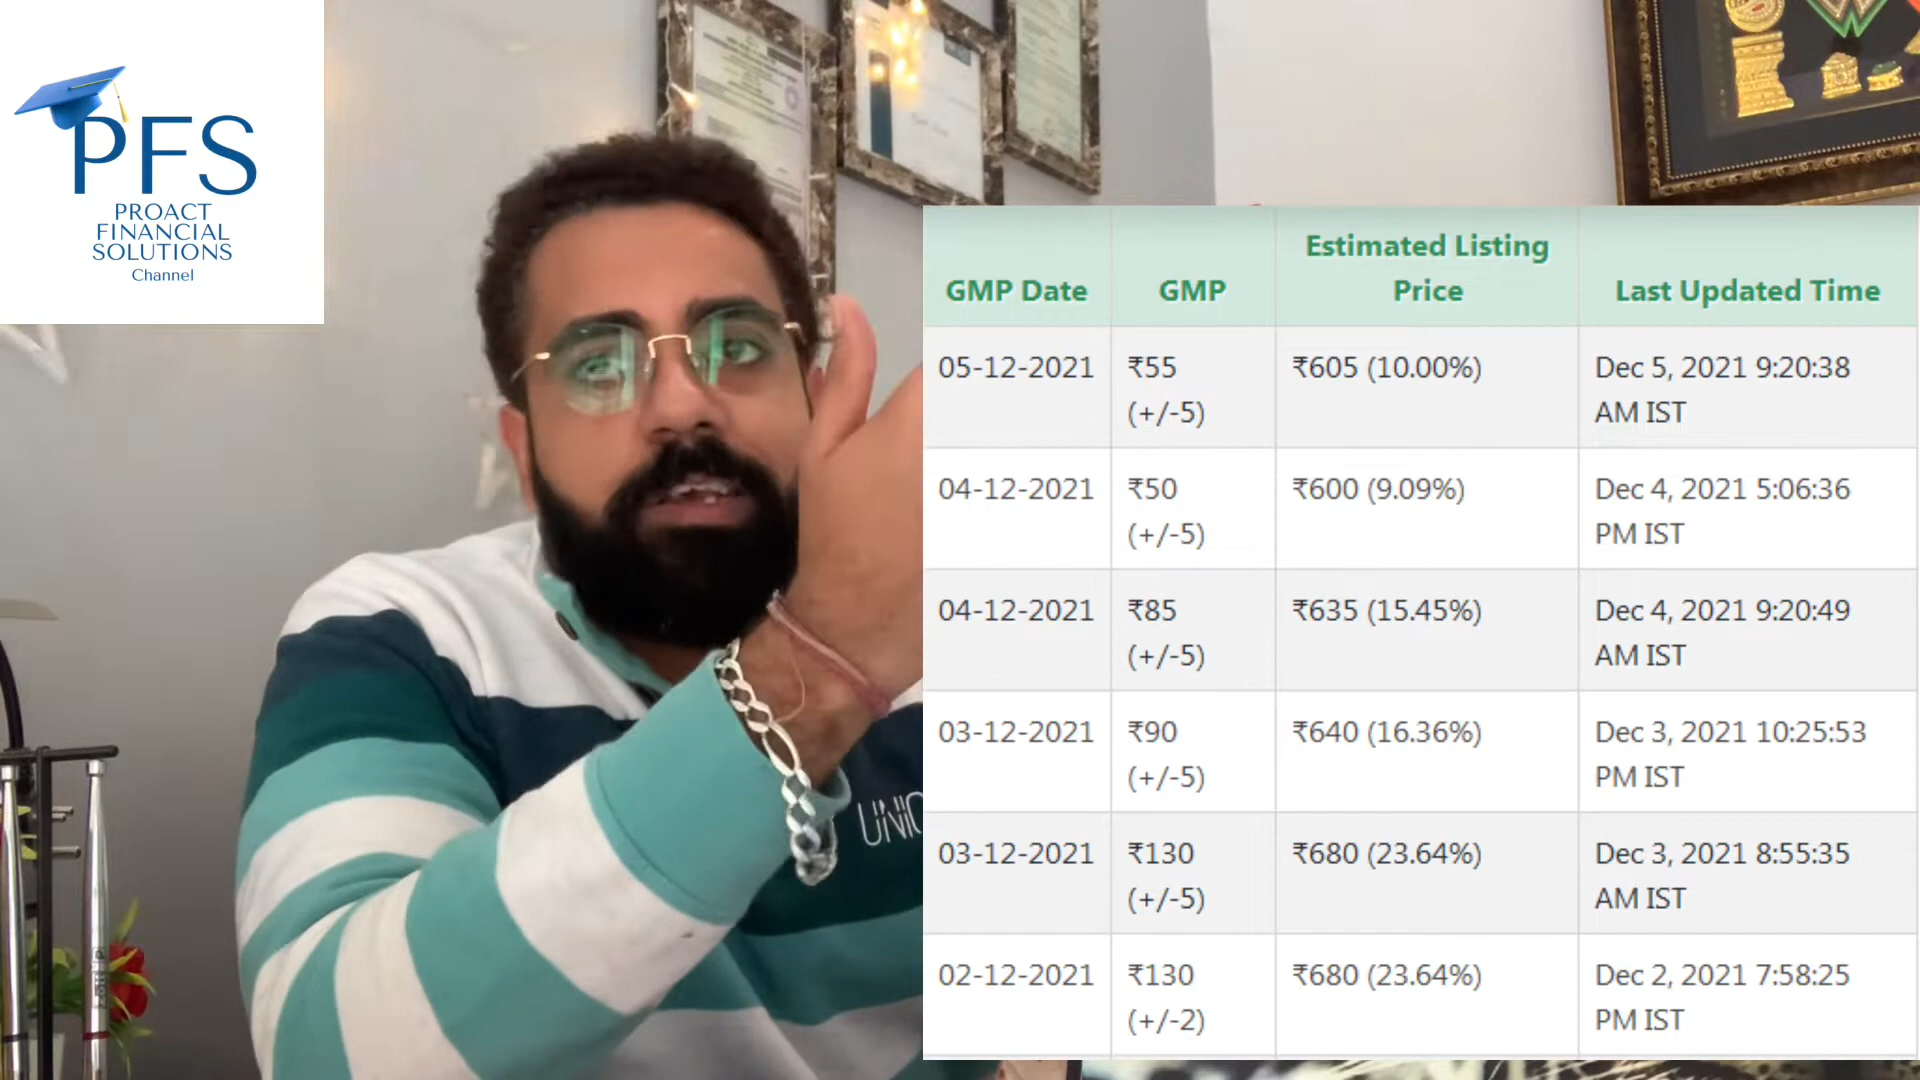 PFS
PROACT
FINANCIAL
SOLUTIONS
Channel
GMP Date
GMP
Estimated Listing
Price
Last Updated Time
05-12-2021
₹55
(+/-5)
₹605 (10.00%)
Dec 5, 2021 9:20:38
AM IST
04-12-2021
₹50
(+/-5)
₹600 (9.09%)
Dec 4, 2021 5:06:36
PM IST
04-12-2021
₹85
(+/-5)
₹635 (15.45%)
Dec 4, 2021 9:20:49
AM IST
03-12-2021
₹90
(+/-5)
₹640 (16.36%)
Dec 3, 2021 10:25:53
PM IST
03-12-2021
₹130
(+/-5)
₹680 (23.64%)
Dec 3, 2021 8:55:35
AM IST
02-12-2021
₹130
(+/-2)
₹680 (23.64%)
Dec 2, 2021 7:58:25
PM IST